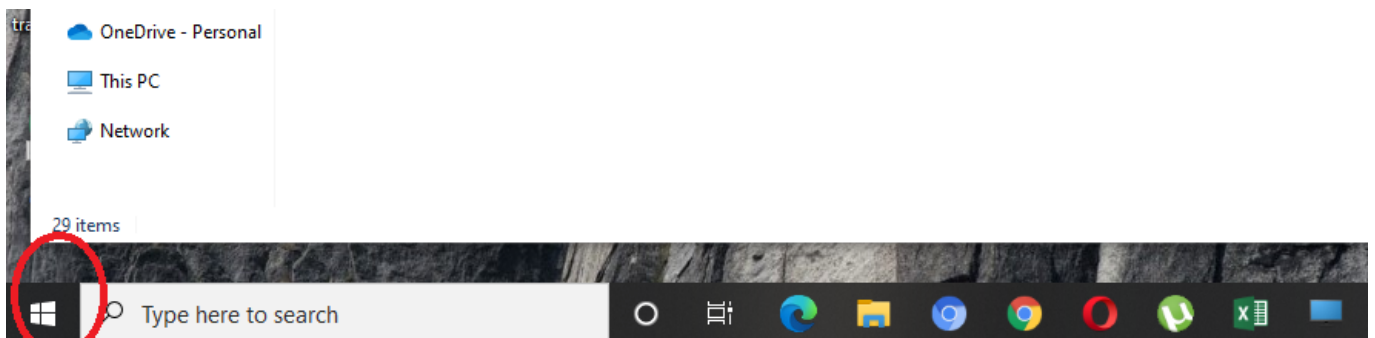 OneDrive - Personal
This PC
Network
29 items
Type here to search